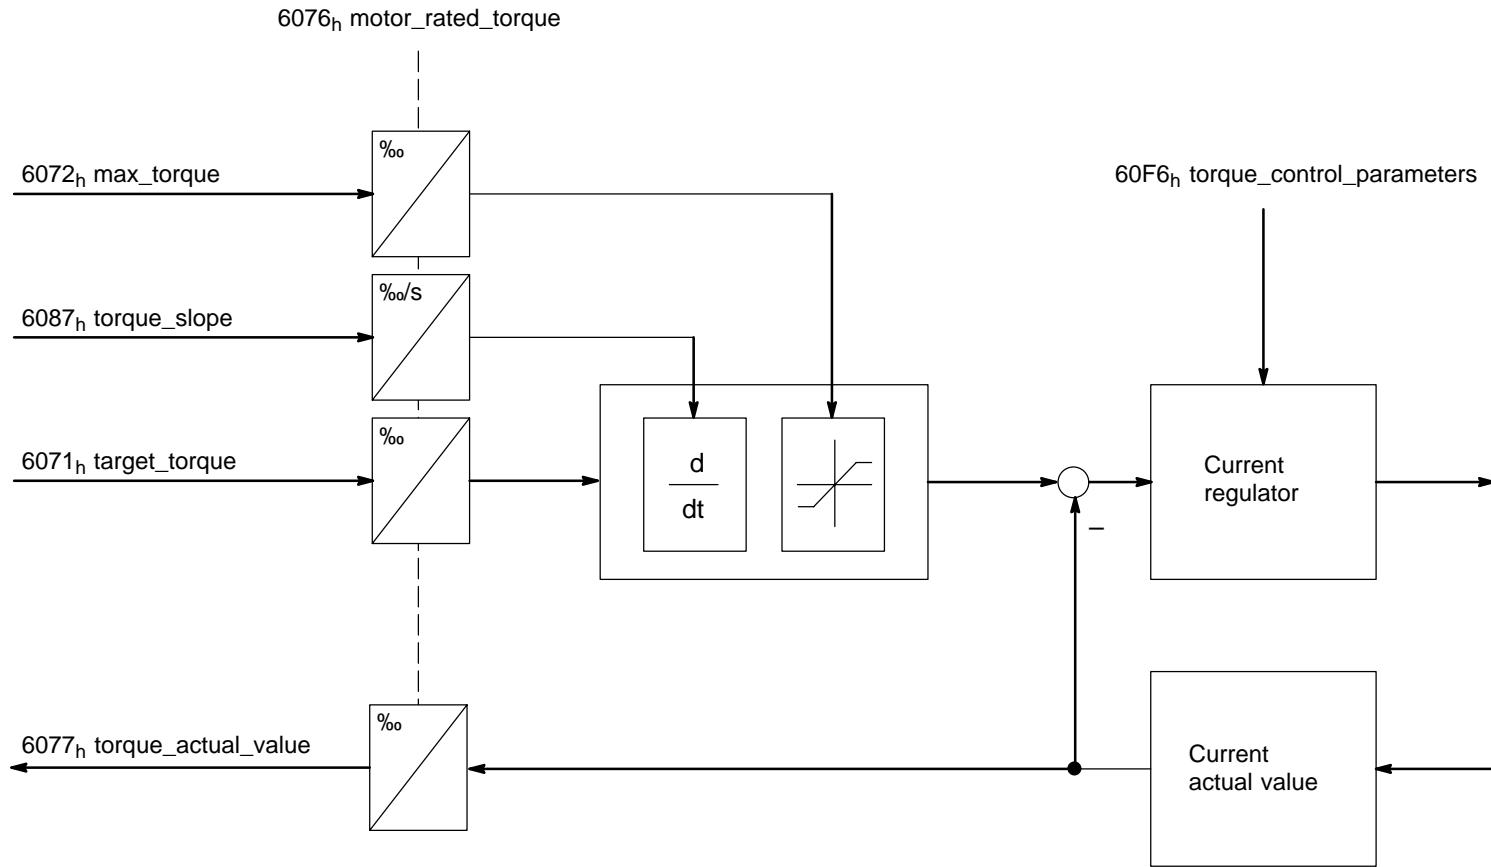 6076h motor_rated_torque
‰
6072h max_torque
60F6h torque_control_parameters
‰/s
6087h torque_slope
‰
6071h target_torque
d
dt
Current
regulator
–
‰
6077h torque_actual_value
Current
actual value